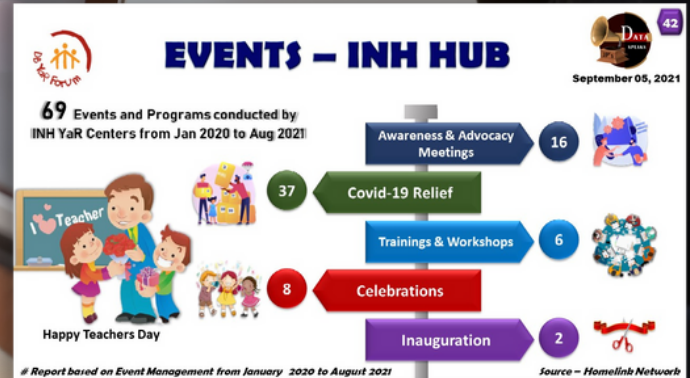 DB YaR Forum
EVENTS – INH HUB
DATA
SPEAKS
42
September 05, 2021
69 Events and Programs conducted by
INH YaR Centers from Jan 2020 to Aug 2021
Awareness & Advocacy
Meetings
16
37
Covid-19 Relief
Trainings & Workshops
6
8
Celebrations
Inauguration
2
I Teacher
Happy Teachers Day
# Report based on Event Management from January 2020 to August 2021
Source – Homelink Network